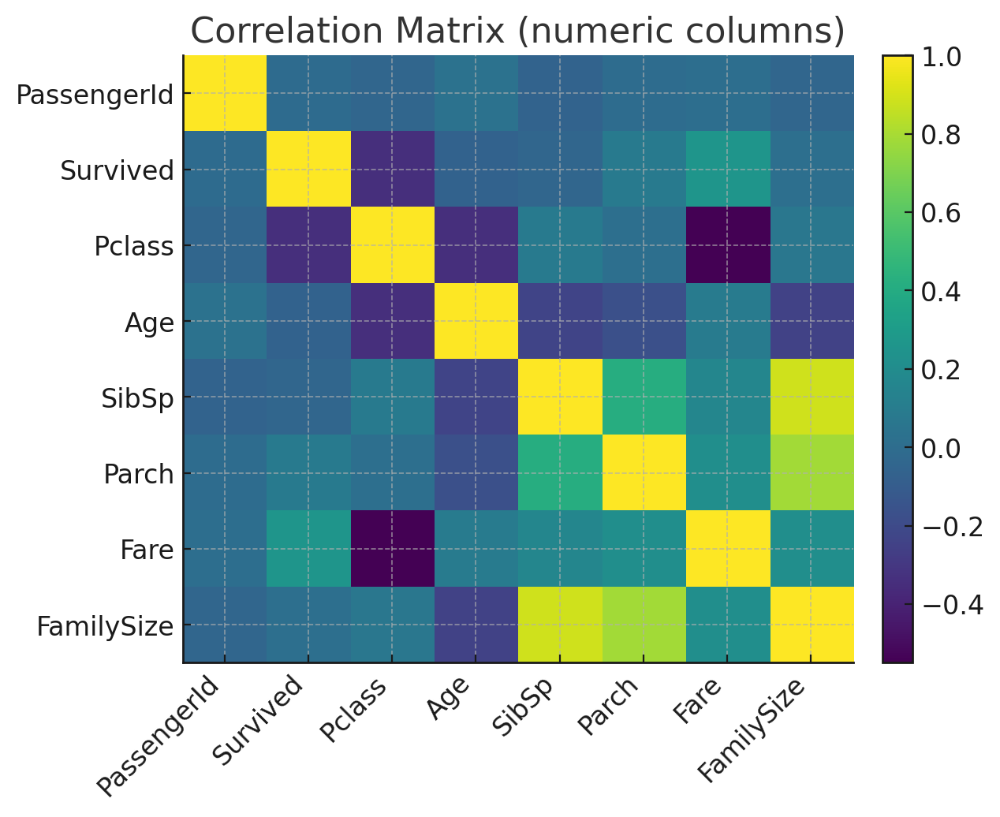 Correlation Matrix (numeric columns)
PassengerId
Survived
Pclass
Age
SibSp
Parch
Fare
FamilySize
PassengerId
Survived
Pclass
Age
SibSp
Parch
Fare
FamilySize
1.0
0.8
0.6
0.4
0.2
0.0
−0.2
−0.4